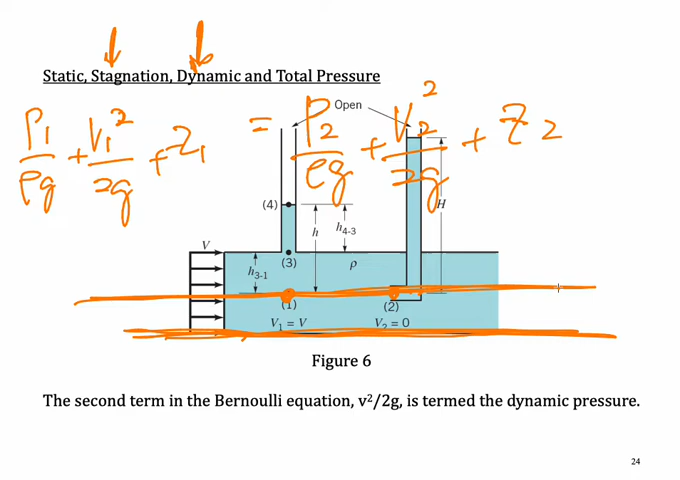 Static, Stagnation, Dynamic and Total Pressure
Open
P₁/ρg + V₁²/2g + Z₁ = P₂/ρg + V₂²/2g + Z₂
(4)
H
h
h₄₋₃
V
(3)
ρ
h₃₋₁
(1)
(2)
V₁ = V
V₂ = 0
Figure 6
The second term in the Bernoulli equation, v²/2g, is termed the dynamic pressure.
24